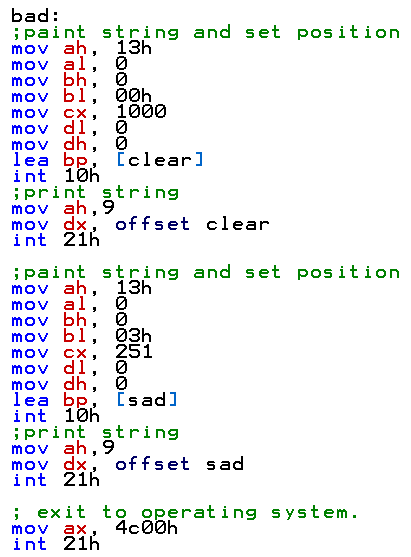 bad:
;paint string and set position
mov ah, 13h
mov al, 0
mov bh, 0
mov bl, 00h
mov cx, 1000
mov dl, 0
mov dh, 0
lea bp, [clear]
int 10h
;print string
mov ah,9
mov dx, offset clear
int 21h
;paint string and set position
mov ah, 13h
mov al, 0
mov bh, 0
mov bl, 03h
mov cx, 251
mov dl, 0
mov dh, 0
lea bp, [sad]
int 10h
;print string
mov ah,9
mov dx, offset sad
int 21h
; exit to operating system.
mov ax, 4c00h
int 21h